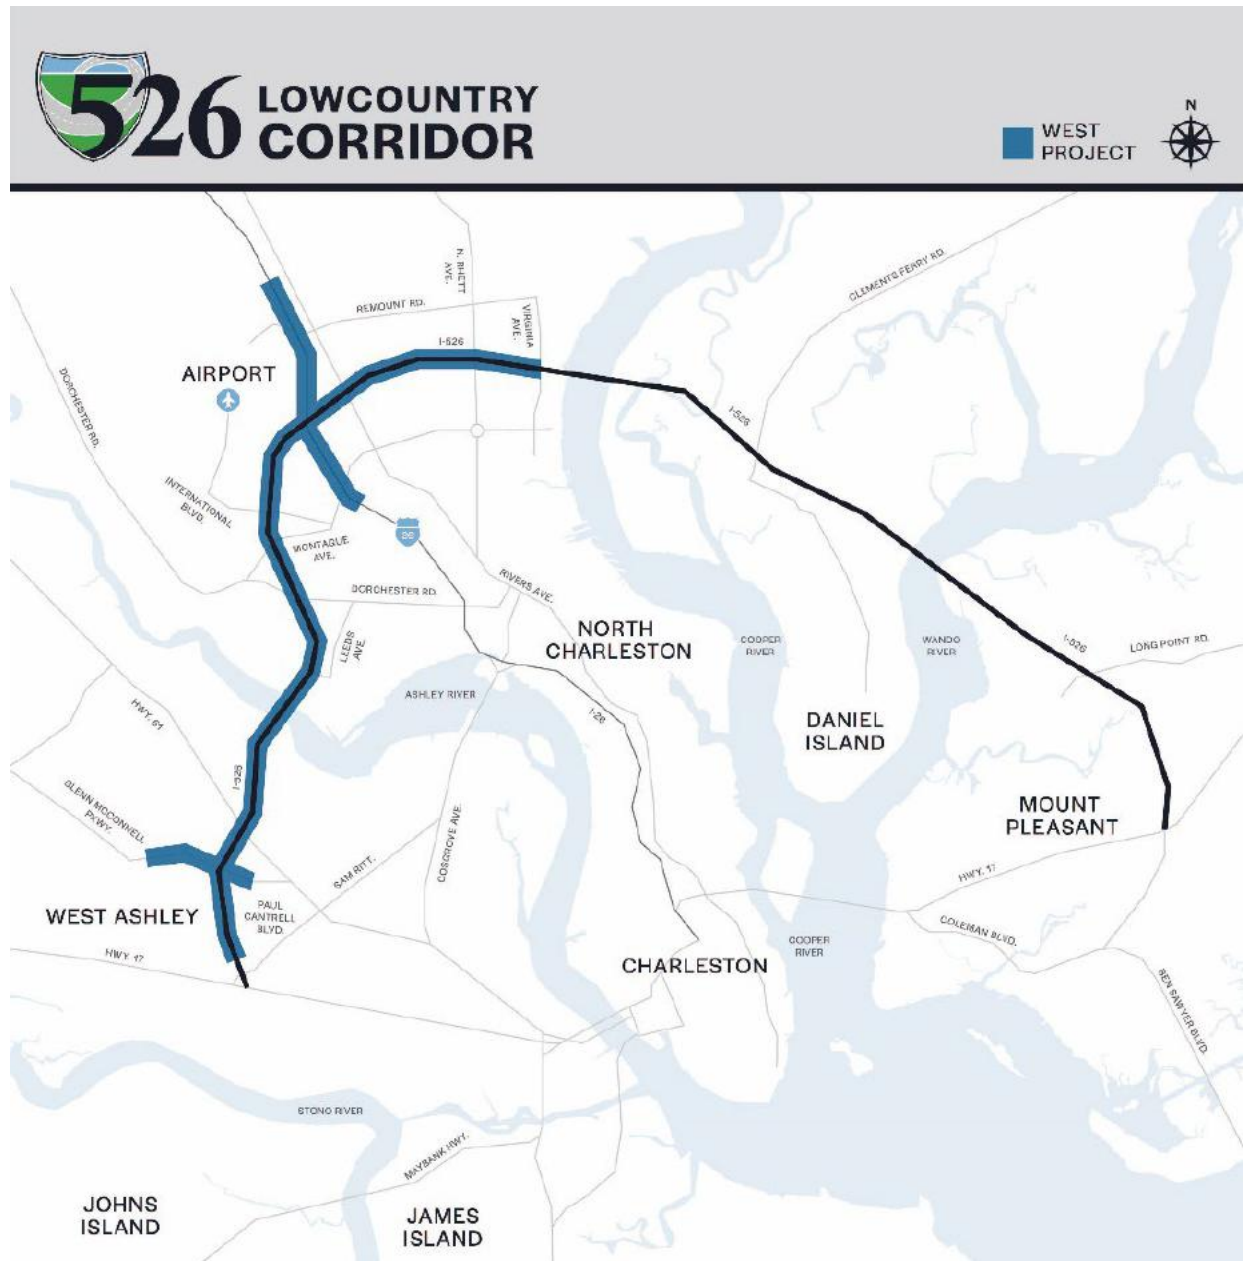 526 LOWCOUNTRY
CORRIDOR
WEST
PROJECT
N
N. RHETT
AVE.
CLEMENTS FERRY RD.
REMOUNT RD.
VIRGINIA
AVE.
I-526
AIRPORT
DORCHESTER RD.
I-526
INTERNATIONAL
BLVD.
26
MONTAGUE
AVE.
RIVERS AVE.
DORCHESTER RD.
NORTH
CHARLESTON
LEEDS
AVE.
COOPER
RIVER
WANDO
RIVER
I-526
LONG POINT RD.
ASHLEY RIVER
HWY. 61
I-26
DANIEL
ISLAND
I-526
GLENN MCCONNELL
PKWY.
MOUNT
PLEASANT
COSGROVE AVE.
SAM RITT.
HWY. 17
WEST ASHLEY
PAUL
CANTRELL
BLVD.
COLEMAN BLVD.
HWY. 17
COOPER
RIVER
CHARLESTON
BEN SAWYER BLVD.
STONO RIVER
MAYBANK HWY.
JOHNS
ISLAND
JAMES
ISLAND